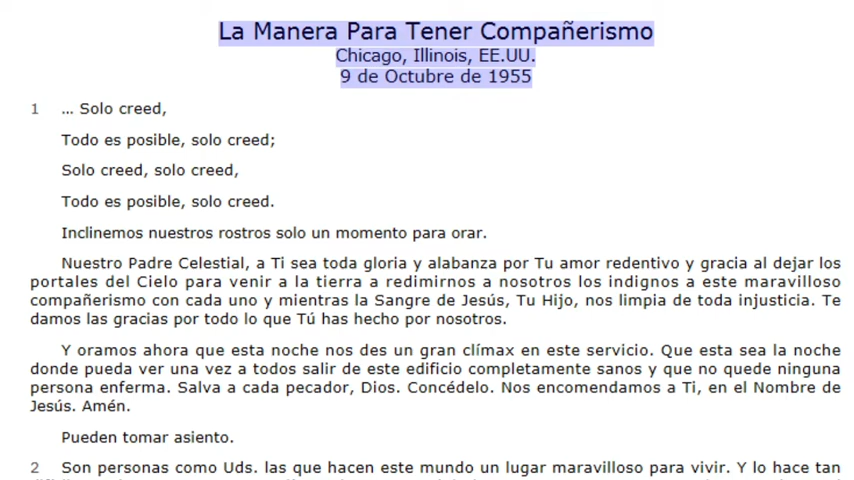 La Manera Para Tener Compañerismo
Chicago, Illinois, EE.UU.
9 de Octubre de 1955
1 ... Solo creed,
Todo es posible, solo creed;
Solo creed, solo creed,
Todo es posible, solo creed.
Inclinemos nuestros rostros solo un momento para orar.
Nuestro Padre Celestial, a Ti sea toda gloria y alabanza por Tu amor redentivo y gracia al dejar los
portales del Cielo para venir a la tierra a redimirnos a nosotros los indignos a este maravilloso
compañerismo con cada uno y mientras la Sangre de Jesús, Tu Hijo, nos limpia de toda injusticia. Te
damos las gracias por todo lo que Tú has hecho por nosotros.
Y oramos ahora que esta noche nos des un gran clímax en este servicio. Que esta sea la noche
donde pueda ver una vez a todos salir de este edificio completamente sanos y que no quede ninguna
persona enferma. Salva a cada pecador, Dios. Concédelo. Nos encomendamos a Ti, en el Nombre de
Jesús. Amén.
Pueden tomar asiento.
2 Son personas como Uds. las que hacen este mundo un lugar maravilloso para vivir. Y lo hace tan